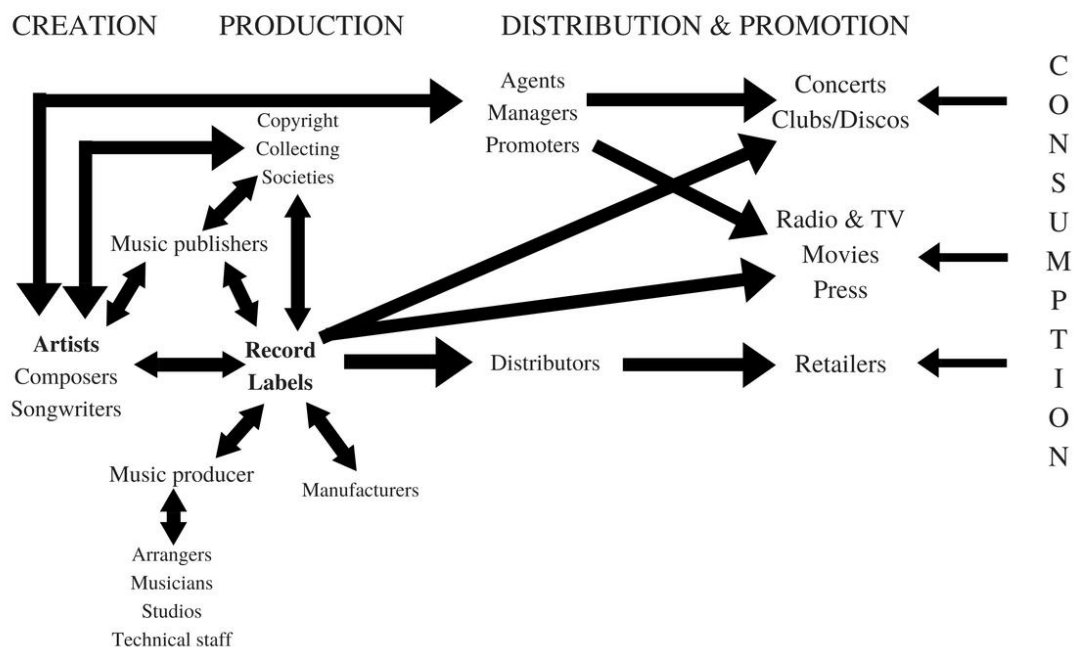 CREATION
PRODUCTION
DISTRIBUTION & PROMOTION
Agents
Managers
Promoters
Concerts
Clubs/Discos
Copyright
Collecting
Societies
Music publishers
Radio & TV
Movies
Press
Artists
Composers
Songwriters
Record
Labels
Distributors
Retailers
Music producer
Manufacturers
Arrangers
Musicians
Studios
Technical staff
CONSUMPTION